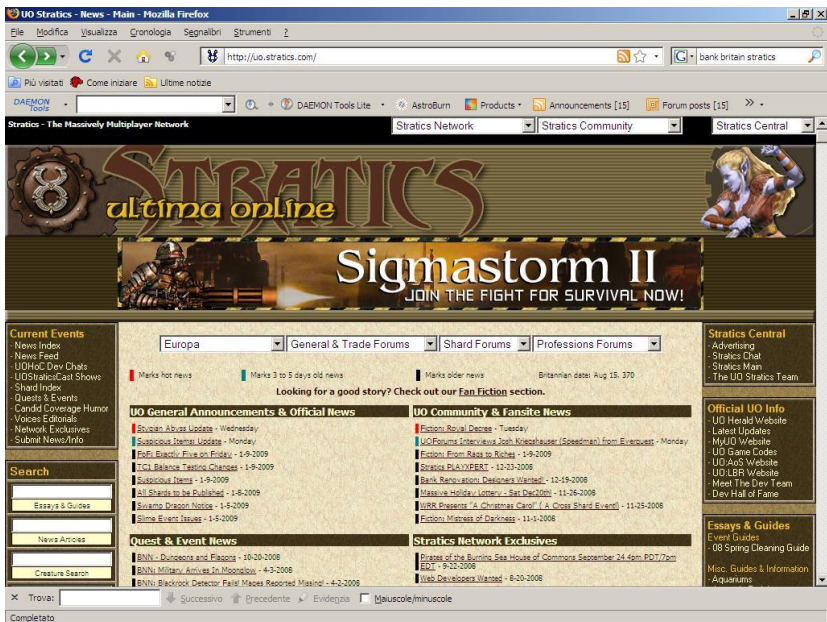 UO Stratics - News - Main - Mozilla Firefox
File Modifica Visualizza Cronologia Segnalibri Strumenti ?
http://uo.stratics.com/
bank britain stratics
Più visitati Come iniziare Ultime notizie
DAEMON Tools
DAEMON Tools Lite AstroBurn Products Announcements [15] Forum posts [15]
Stratics - The Massively Multiplayer Network
Stratics Network Stratics Community Stratics Central
STRATICS
ultima online
Sigmastorm II
JOIN THE FIGHT FOR SURVIVAL NOW!
Current Events
- News Index
- News Feed
- UOHoC Dev Chats
- UOStraticsCast Shows
- Shard Index
- Quests & Events
- Candid Coverage Humor
- Voices Editorials
- Network Exclusives
- Submit News/Info
Search
Essays & Guides
News Articles
Creature Search
Europa General & Trade Forums Shard Forums Professions Forums
Marks hot news Marks 3 to 5 days old news Marks older news Britannian date: Aug 15, 370
Looking for a good story? Check out our Fan Fiction section.
UO General Announcements & Official News
Stygian Abyss Update - Wednesday
Suspicious Items: Update - Monday
FoF: Exactly Five on Friday - 1-9-2009
TC1 Balance Testing Changes - 1-9-2009
Suspicious Items - 1-9-2009
All Shards to be Published - 1-8-2009
Swamp Dragon Notice - 1-5-2009
Slime Event Issues - 1-5-2009
UO Community & Fansite News
Fiction: Royal Decree - Tuesday
UOForums Interviews Josh Kriegshauser (Speedman) from Everquest - Monday
Fiction: From Rags to Riches - 1-9-2009
Stratics PLAYXPERT - 12-23-2008
Bank Renovation: Designers Wanted! - 12-19-2008
Massive Holiday Lottery - Sat Dec20th! - 11-26-2008
WRR Presents "A Christmas Carol" ( A Cross Shard Event!) - 11-25-2008
Fiction: Mistress of Darkness - 11-1-2008
Quest & Event News
BNN - Dungeons and Flagons - 10-20-2008
BNN: Military Arrives In Moonglow - 4-3-2008
BNN: Blackrock Detector Fails! Mages Reported Missing! - 4-2-2008
Stratics Network Exclusives
Pirates of the Burning Sea House of Commons September 24 4pm PDT/7pm
EDT - 9-22-2008
Web Developers Wanted - 8-20-2008
Stratics Central
- Advertising
- Stratics Chat
- Stratics Main
- The UO Stratics Team
Official UO Info
- UO Herald Website
- Latest Updates
- MyUO Website
- UO Game Codes
- UO:AoS Website
- UO:LBR Website
- Meet The Dev Team
- Dev Hall of Fame
Essays & Guides
Event Guides
- 08 Spring Cleaning Guide
Misc. Guides & Information
- Aquariums
Trova: Successivo Precedente Evidenzia Maiuscole/minuscole
Completato